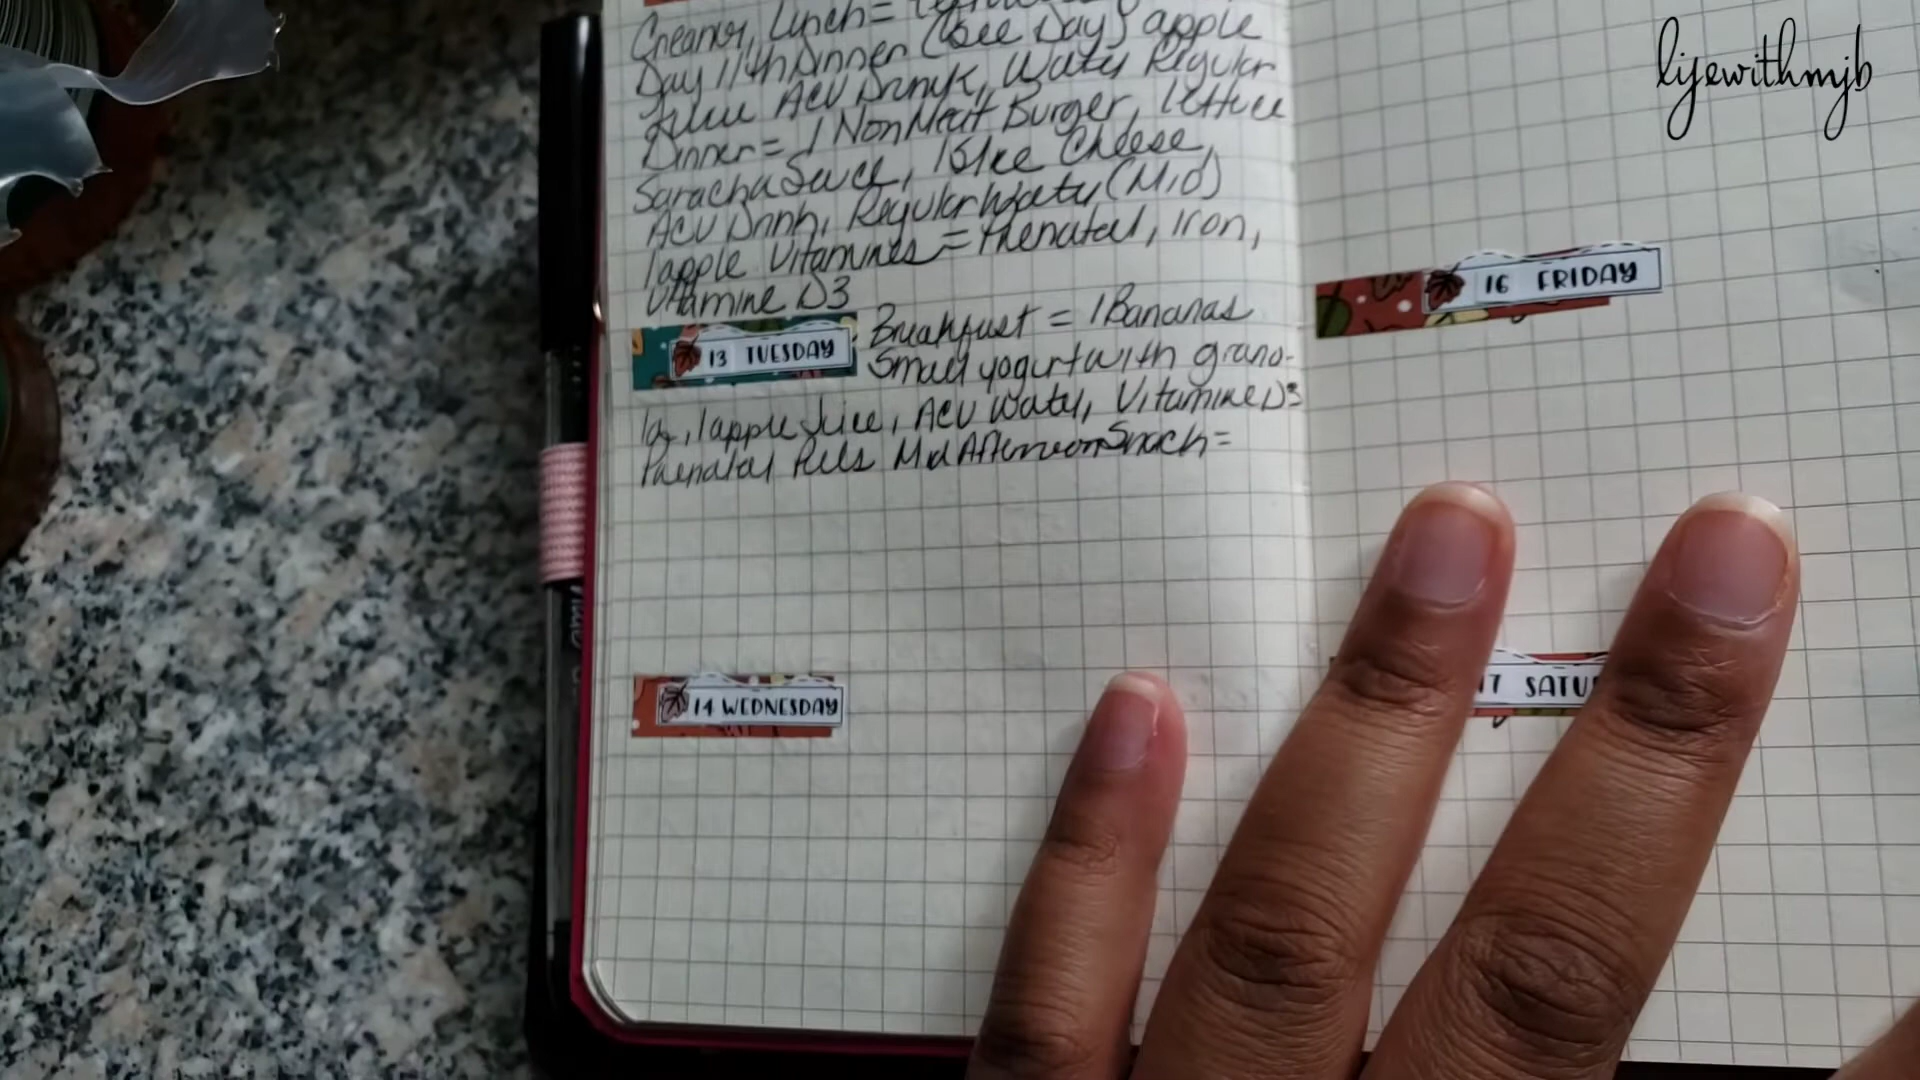 Creamer, Lunch =
Day 11th Dinner (See Day) apple
Juice ACV Drink, Water Regular
Dinner = 1 Non Meat Burger, lettuce
Saracha Sauce, 1 Slice Cheese,
ACV Drink, Regular Water (Mid)
1 apple Vitamines = Prenatal, Iron,
Vitamine D3
13 TUESDAY
Breakfast = 1 Bananas
Small yogurt with grano-
la, 1 apple Juice, ACV Water, Vitamine D3
Prenatal Pills Mid Afternoon Snack =
14 WEDNESDAY
16 FRIDAY
17 SATU
lifewithmjb